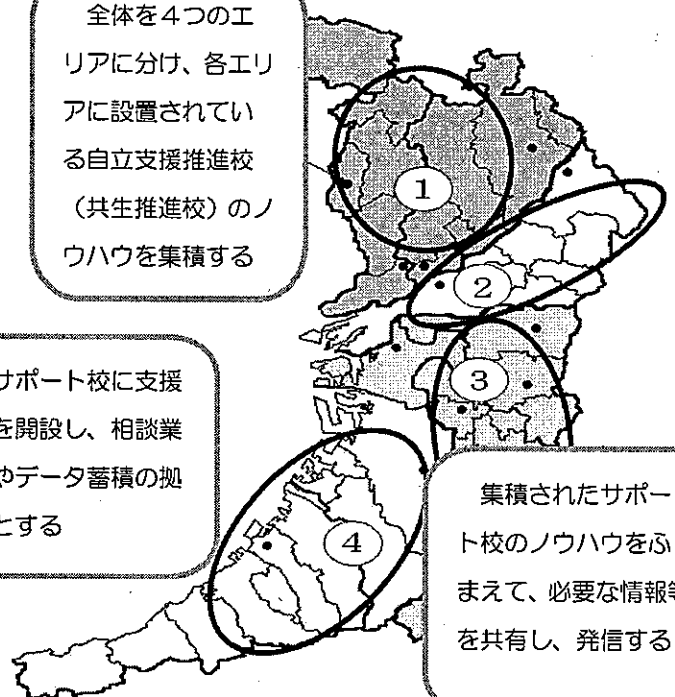 全体を4つのエ
リアに分け、各エリ
アに設置されてい
る自立支援推進校
（共生推進校）のノ
ウハウを集積する
1
2
3
サポート校に支援
を開設し、相談業
やデータ蓄積の拠
とする
4
集積されたサポー
ト校のノウハウをふ
まえて、必要な情報等
を共有し、発信する